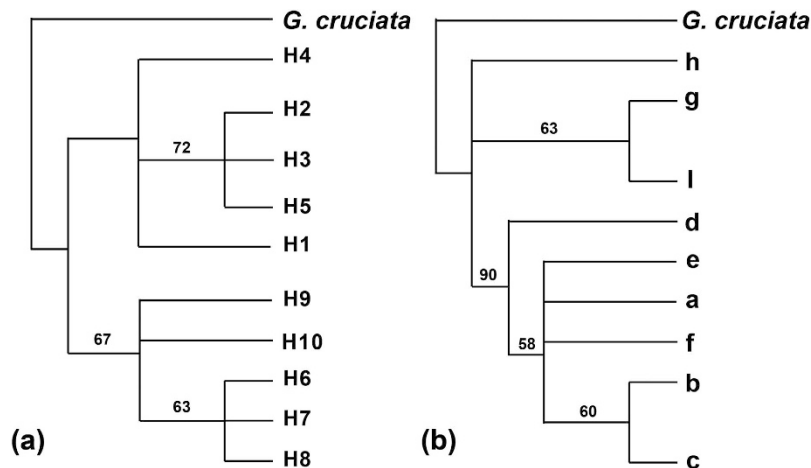 G. cruciata
H4
H2
72
H3
H5
H1
H9
67
H10
H6
63
H7
H8
(a)
G. cruciata
h
g
63
l
d
90
e
a
58
f
b
60
c
(b)